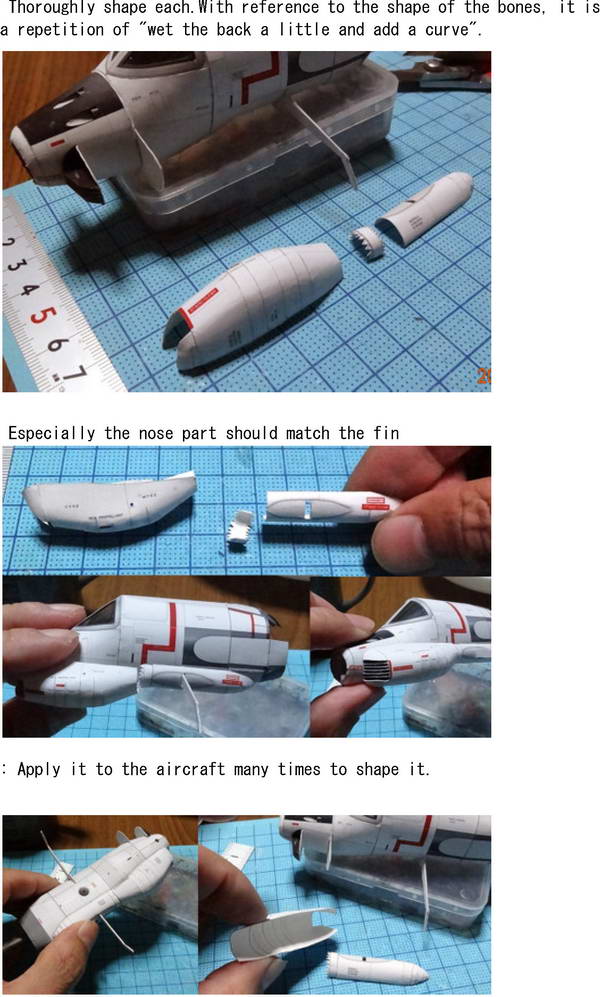 Thoroughly shape each.With reference to the shape of the bones, it is
a repetition of "wet the back a little and add a curve".
2
3
4
5
6
7
Especially the nose part should match the fin
: Apply it to the aircraft many times to shape it.